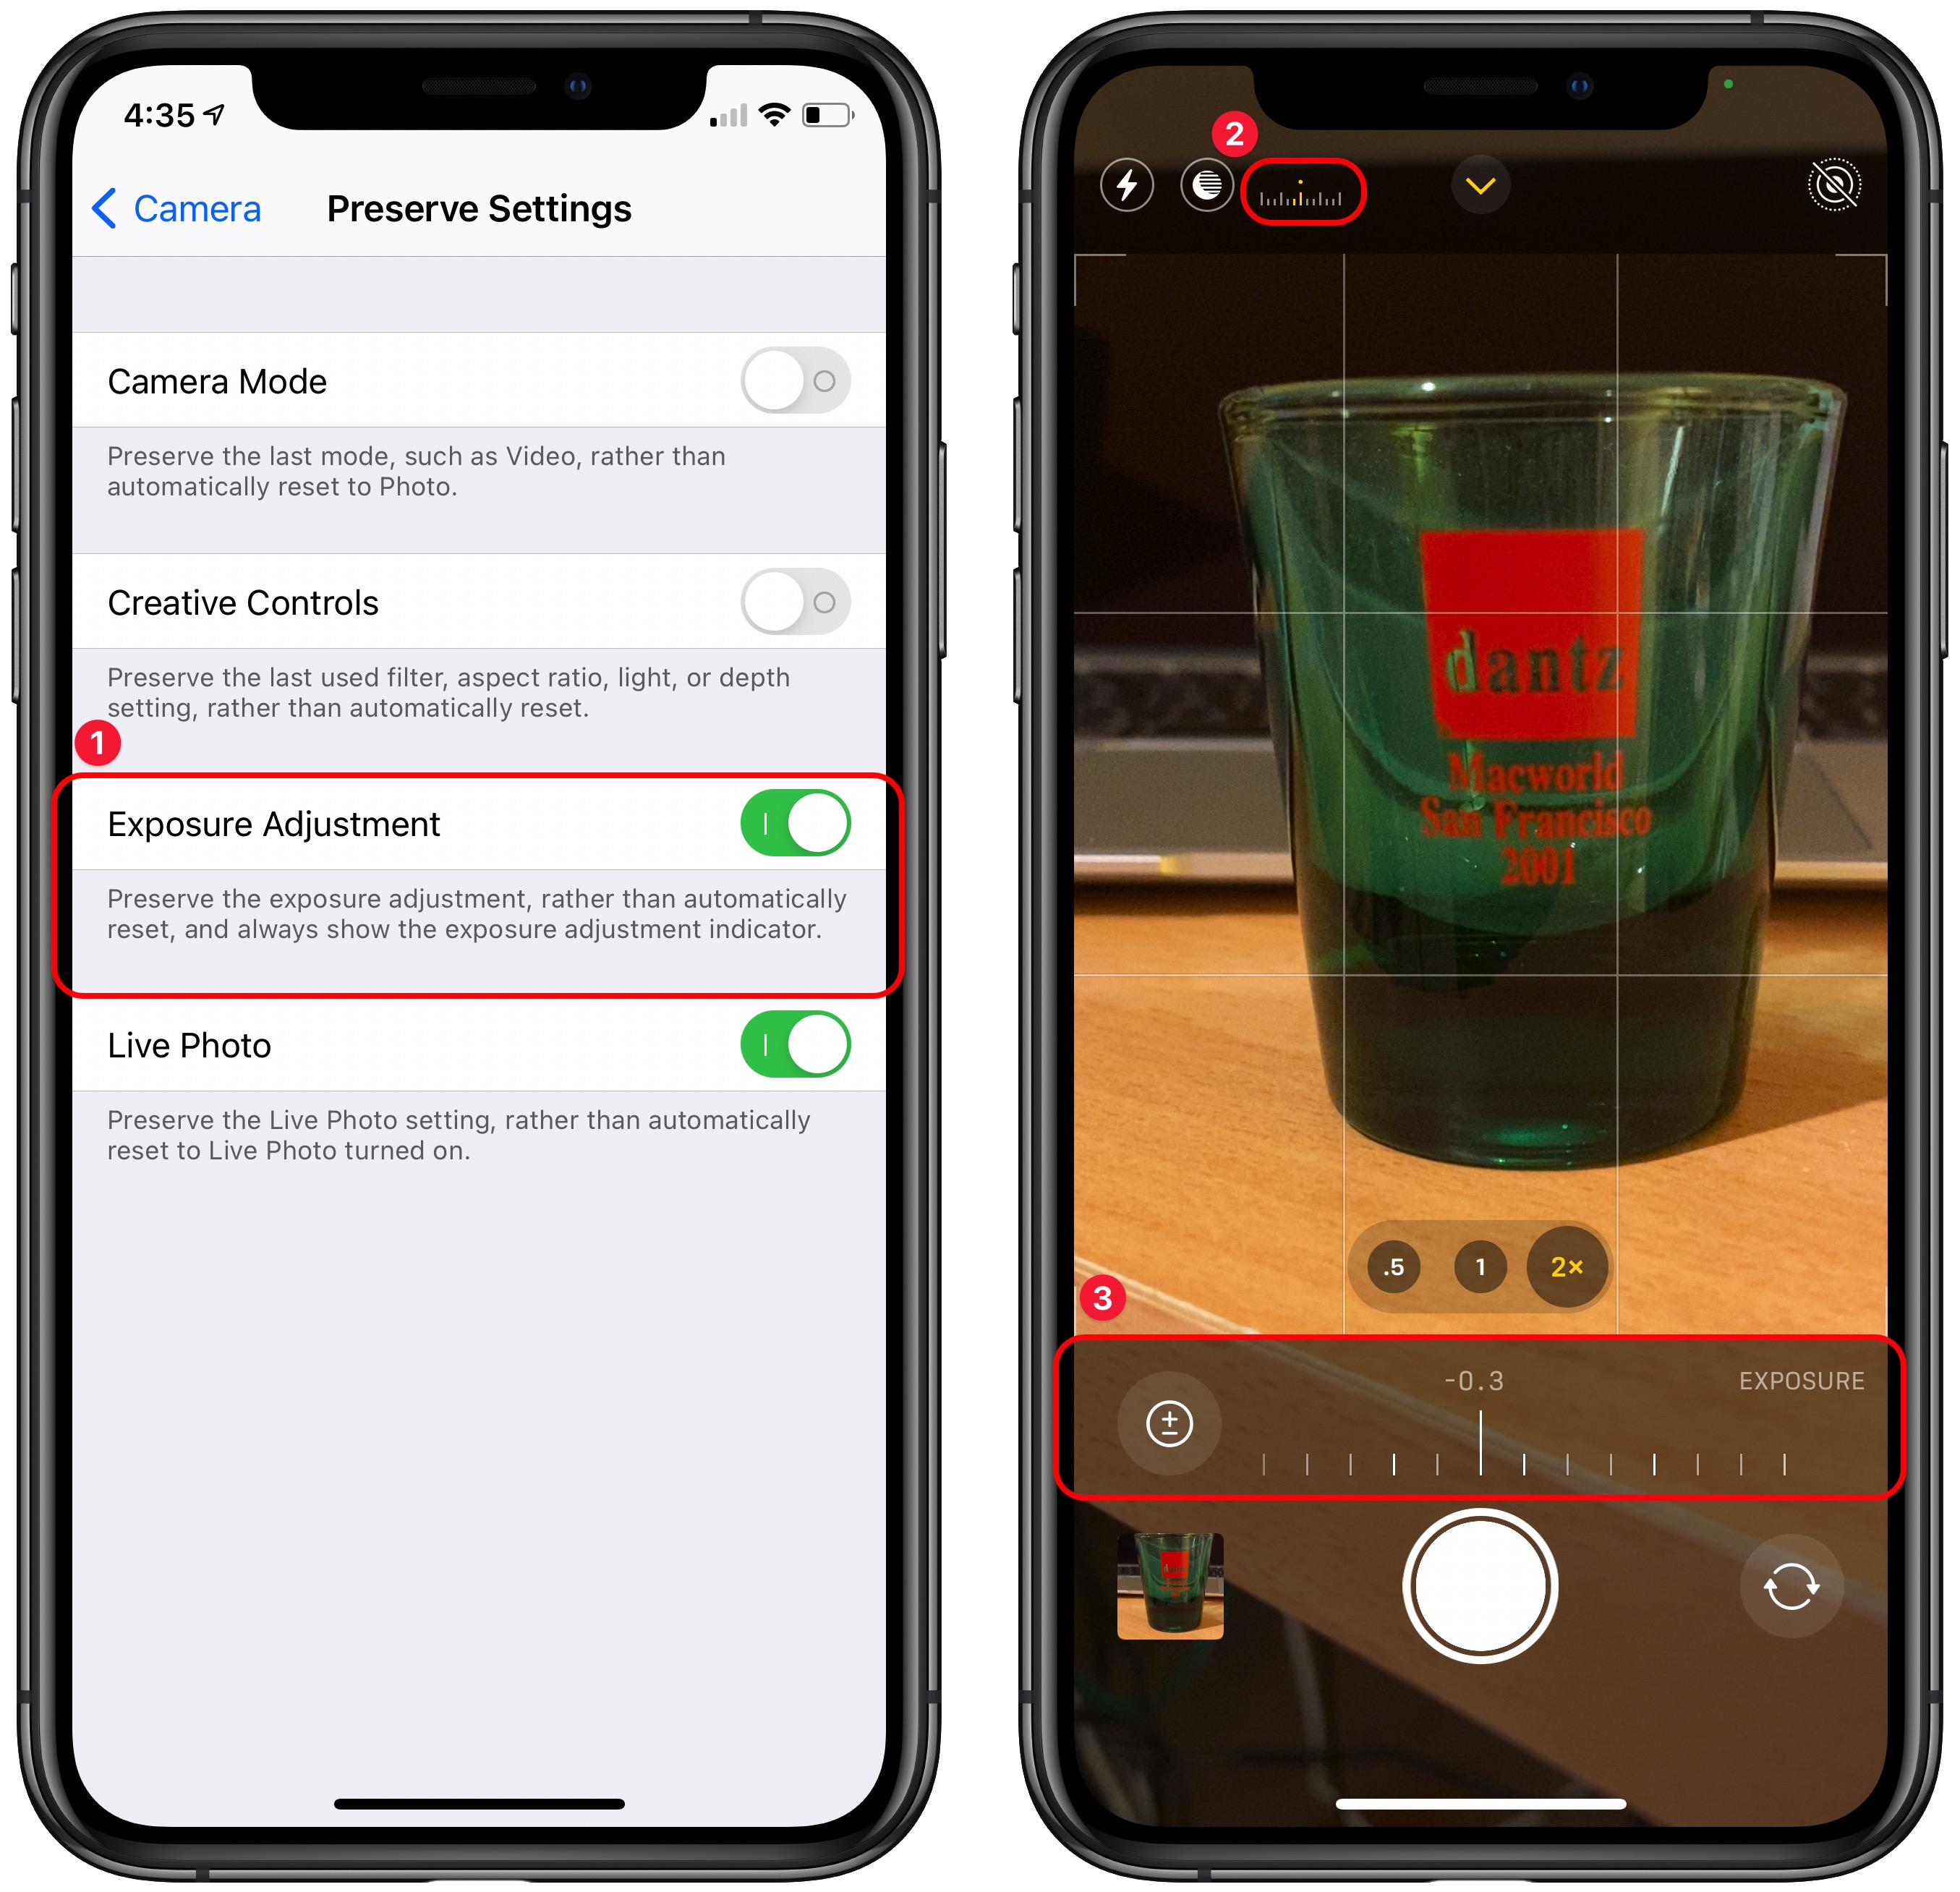 4:35
Camera
Preserve Settings
Camera Mode
Preserve the last mode, such as Video, rather than
automatically reset to Photo.
Creative Controls
Preserve the last used filter, aspect ratio, light, or depth
setting, rather than automatically reset.
1
Exposure Adjustment
Preserve the exposure adjustment, rather than automatically
reset, and always show the exposure adjustment indicator.
Live Photo
Preserve the Live Photo setting, rather than automatically
reset to Live Photo turned on.
2
dantz
Macworld
San Francisco
2001
.5
1
2×
3
-0.3
EXPOSURE